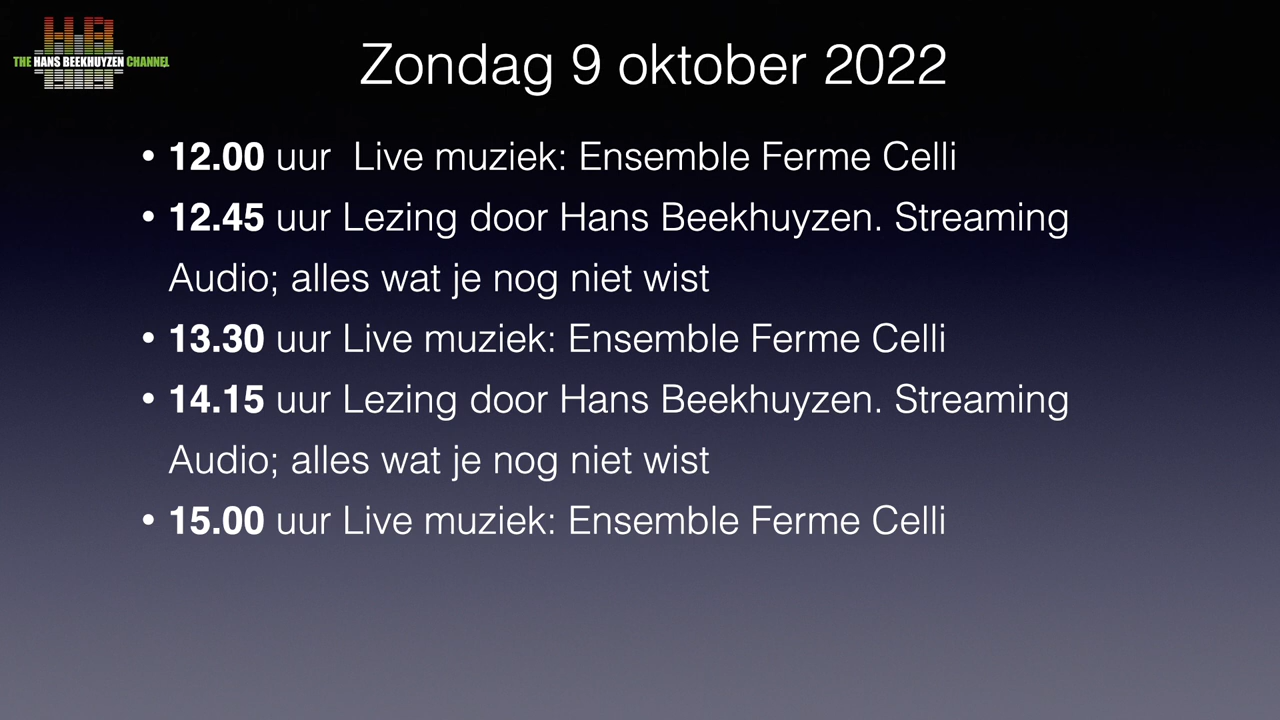 THE HANS BEEKHUYZEN CHANNEL
Zondag 9 oktober 2022
• 12.00 uur  Live muziek: Ensemble Ferme Celli
• 12.45 uur Lezing door Hans Beekhuyzen. Streaming
Audio; alles wat je nog niet wist
• 13.30 uur Live muziek: Ensemble Ferme Celli
• 14.15 uur Lezing door Hans Beekhuyzen. Streaming
Audio; alles wat je nog niet wist
• 15.00 uur Live muziek: Ensemble Ferme Celli